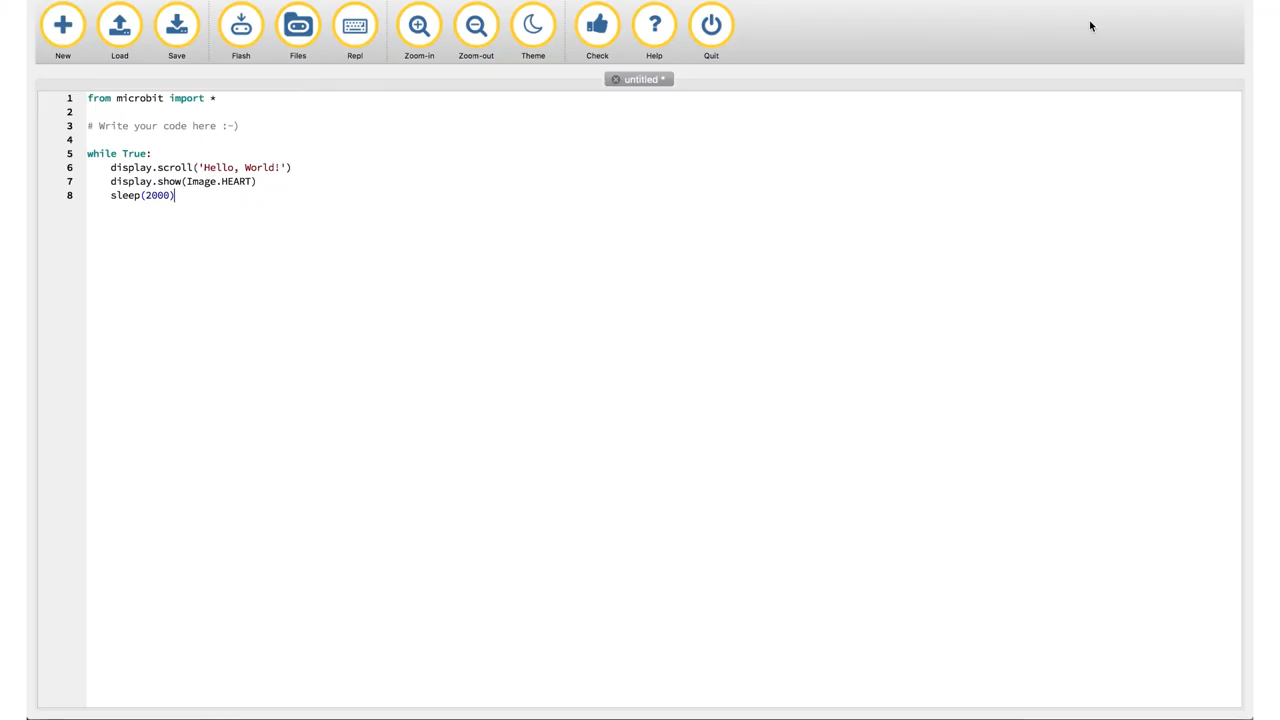 New Load Save Flash Files Repl Zoom-in Zoom-out Theme Check Help Quit
untitled *
1 from microbit import *
2
3 # Write your code here :-)
4
5 while True:
6     display.scroll('Hello, World!')
7     display.show(Image.HEART)
8     sleep(2000)